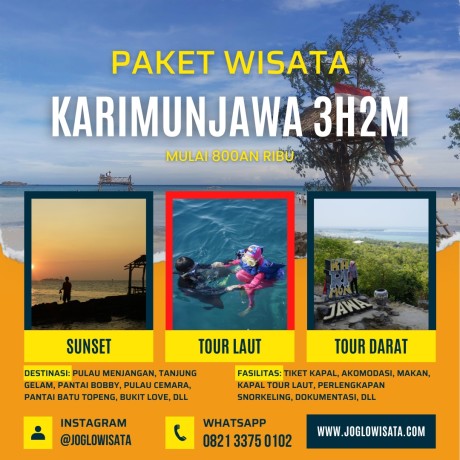 PAKET WISATA
KARIMUNJAWA 3H2M
MULAI 800AN RIBU
SUNSET
TOUR LAUT
TOUR DARAT
DESTINASI: PULAU MENJANGAN, TANJUNG
GELAM, PANTAI BOBBY, PULAU CEMARA,
PANTAI BATU TOPENG, BUKIT LOVE, DLL
FASILITAS: TIKET KAPAL, AKOMODASI, MAKAN,
KAPAL TOUR LAUT, PERLENGKAPAN
SNORKELING, DOKUMENTASI, DLL
INSTAGRAM
@JOGLOWISATA
WHATSAPP
0821 3375 0102
WWW.JOGLOWISATA.COM